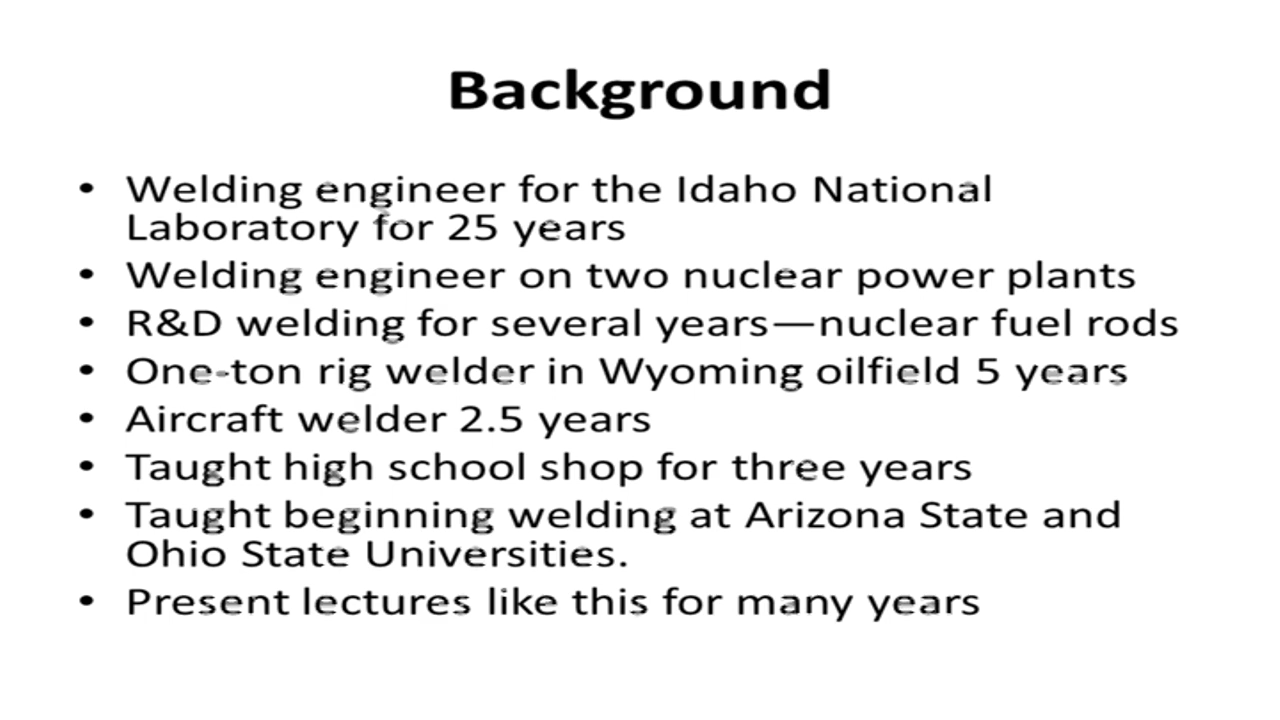 Background
• Welding engineer for the Idaho National
Laboratory for 25 years
• Welding engineer on two nuclear power plants
• R&D welding for several years—nuclear fuel rods
• One-ton rig welder in Wyoming oilfield 5 years
• Aircraft welder 2.5 years
• Taught high school shop for three years
• Taught beginning welding at Arizona State and
Ohio State Universities.
• Present lectures like this for many years